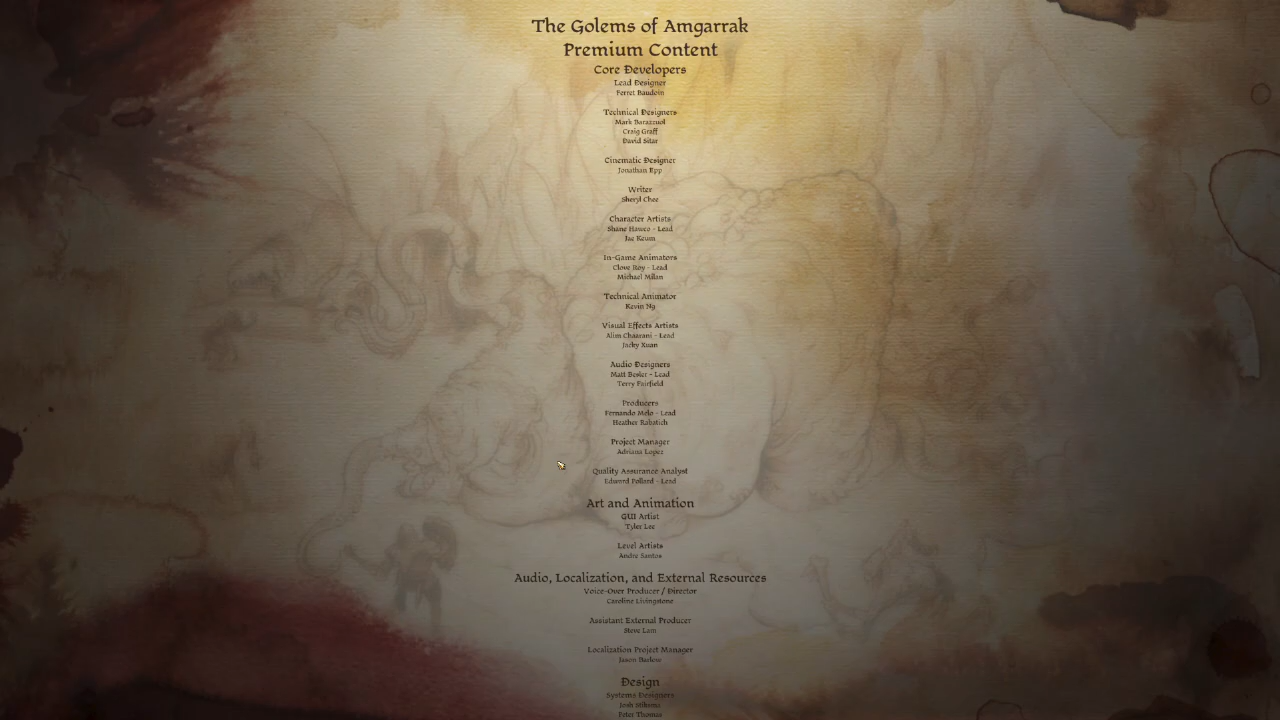 The Golems of Amgarrak
Premium Content
Core Developers
Lead Designer
Ferret Baudoin
Technical Designers
Mark Barazzuol
Craig Graff
David Sitar
Cinematic Designer
Jonathan Epp
Writer
Sheryl Chee
Character Artists
Shane Hawco - Lead
Jae Keum
In-Game Animators
Clove Roy - Lead
Michael Milan
Technical Animator
Kevin Ng
Visual Effects Artists
Alim Chaarani - Lead
Jacky Xuan
Audio Designers
Matt Besler - Lead
Terry Fairfield
Producers
Fernando Melo - Lead
Heather Rabatich
Project Manager
Adriana Lopez
Quality Assurance Analyst
Edward Pollard - Lead
Art and Animation
GUI Artist
Tyler Lee
Level Artists
Andre Santos
Audio, Localization, and External Resources
Voice-Over Producer / Director
Caroline Livingstone
Assistant External Producer
Steve Lam
Localization Project Manager
Jason Barlow
Design
Systems Designers
Josh Stiksma
Peter Thomas